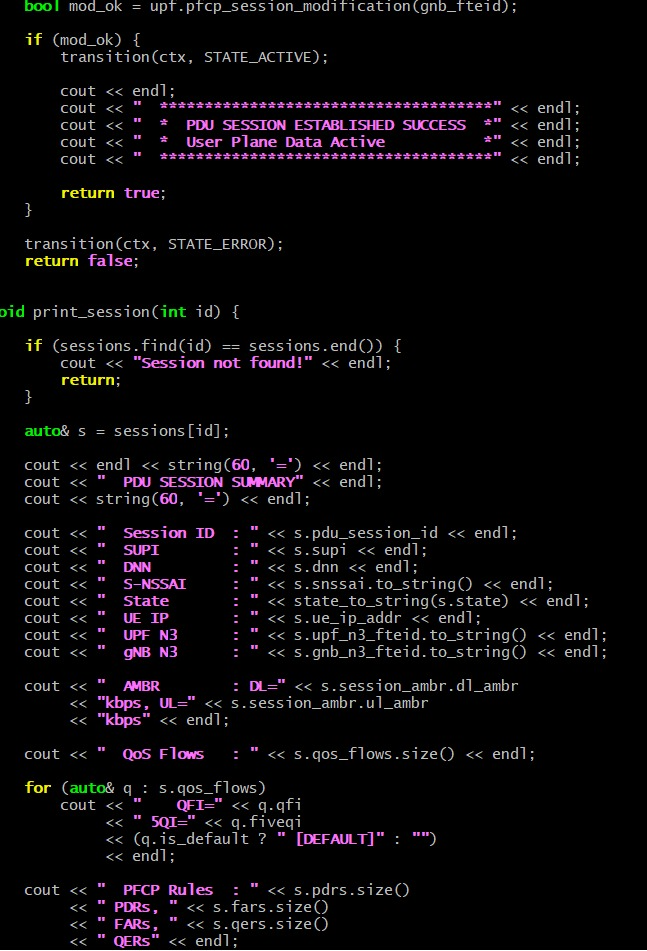 bool mod_ok = upf.pfcp_session_modification(gnb_fteid);
if (mod_ok) {
transition(ctx, STATE_ACTIVE);
cout << endl;
cout << "  *************************************" << endl;
cout << "  *  PDU SESSION ESTABLISHED SUCCESS  *" << endl;
cout << "  *  User Plane Data Active           *" << endl;
cout << "  *************************************" << endl;
return true;
}
transition(ctx, STATE_ERROR);
return false;
oid print_session(int id) {
if (sessions.find(id) == sessions.end()) {
cout << "Session not found!" << endl;
return;
}
auto& s = sessions[id];
cout << endl << string(60, '=') << endl;
cout << "  PDU SESSION SUMMARY" << endl;
cout << string(60, '=') << endl;
cout << "  Session ID  : " << s.pdu_session_id << endl;
cout << "  SUPI        : " << s.supi << endl;
cout << "  DNN         : " << s.dnn << endl;
cout << "  S-NSSAI     : " << s.snssai.to_string() << endl;
cout << "  State       : " << state_to_string(s.state) << endl;
cout << "  UE IP       : " << s.ue_ip_addr << endl;
cout << "  UPF N3      : " << s.upf_n3_fteid.to_string() << endl;
cout << "  gNB N3      : " << s.gnb_n3_fteid.to_string() << endl;
cout << "  AMBR        : DL=" << s.session_ambr.dl_ambr
<< "kbps, UL=" << s.session_ambr.ul_ambr
<< "kbps" << endl;
cout << "  QoS Flows   : " << s.qos_flows.size() << endl;
for (auto& q : s.qos_flows)
cout << "    QFI=" << q.qfi
<< " 5QI=" << q.fiveqi
<< (q.is_default ? " [DEFAULT]" : "")
<< endl;
cout << "  PFCP Rules  : " << s.pdrs.size()
<< " PDRs, " << s.fars.size()
<< " FARs, " << s.qers.size()
<< " QERs" << endl;